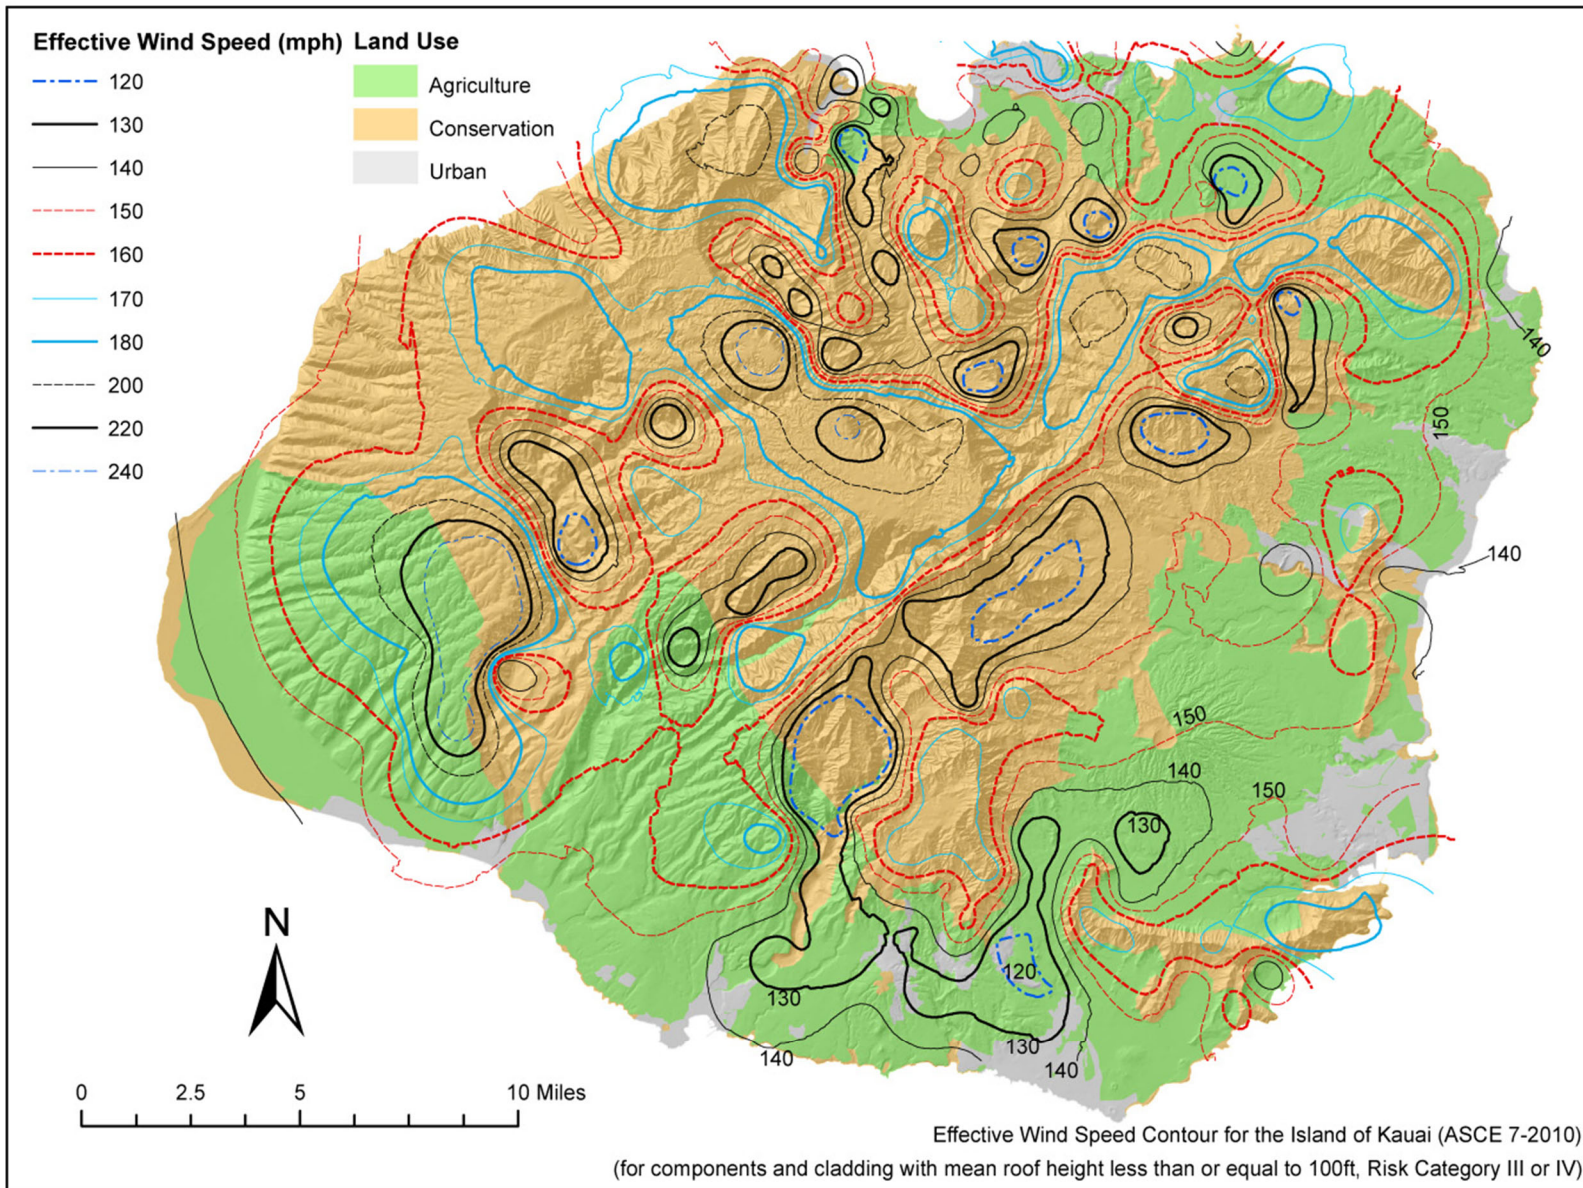 Effective Wind Speed (mph)
120
130
140
150
160
170
180
200
220
240
Land Use
Agriculture
Conservation
Urban
140
150
140
150
140
150
130
120
130
130
140
140
N
0 2.5 5 10 Miles
Effective Wind Speed Contour for the Island of Kauai (ASCE 7-2010)
(for components and cladding with mean roof height less than or equal to 100ft, Risk Category III or IV)